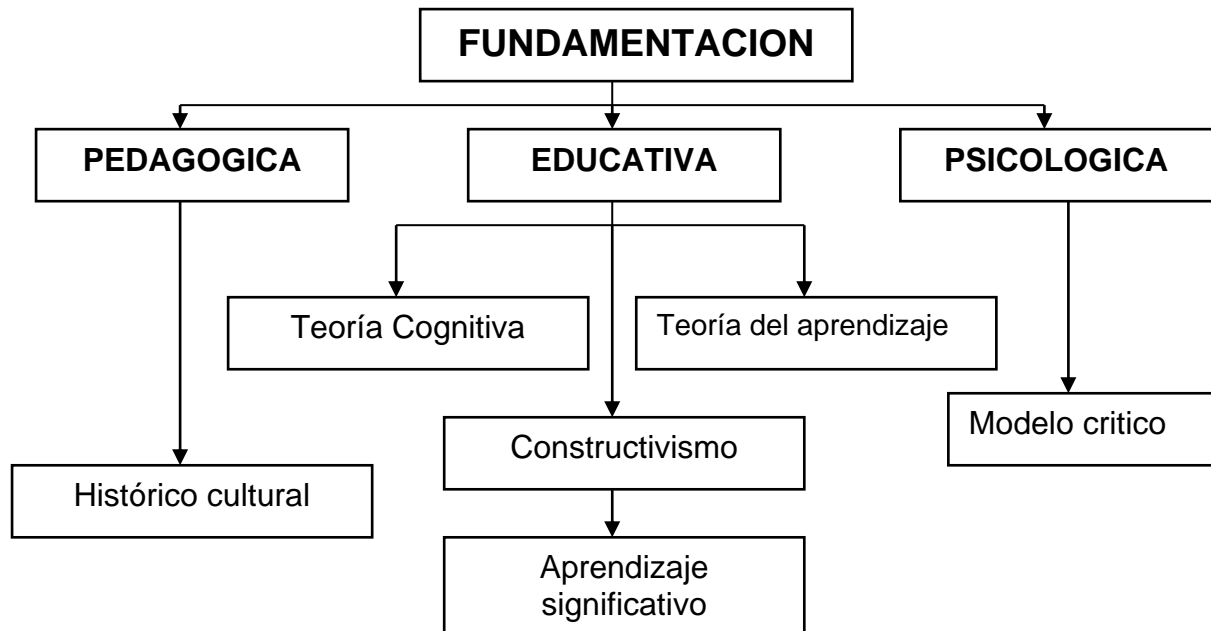 FUNDAMENTACION
PEDAGOGICA
EDUCATIVA
PSICOLOGICA
Teoría Cognitiva
Teoría del aprendizaje
Constructivismo
Modelo critico
Histórico cultural
Aprendizaje
significativo